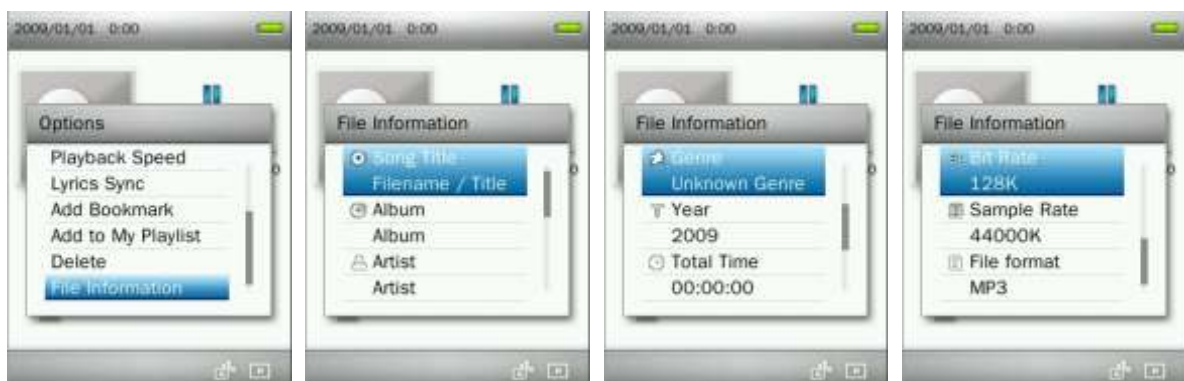 2009/01/01 0:00
Options
Playback Speed
Lyrics Sync
Add Bookmark
Add to My Playlist
Delete
File Information
2009/01/01 0:00
File Information
Song Title
Filename / Title
Album
Album
Artist
Artist
2009/01/01 0:00
File Information
Genre
Unknown Genre
Year
2009
Total Time
00:00:00
2009/01/01 0:00
File Information
Bit Rate
128K
Sample Rate
44000K
File format
MP3